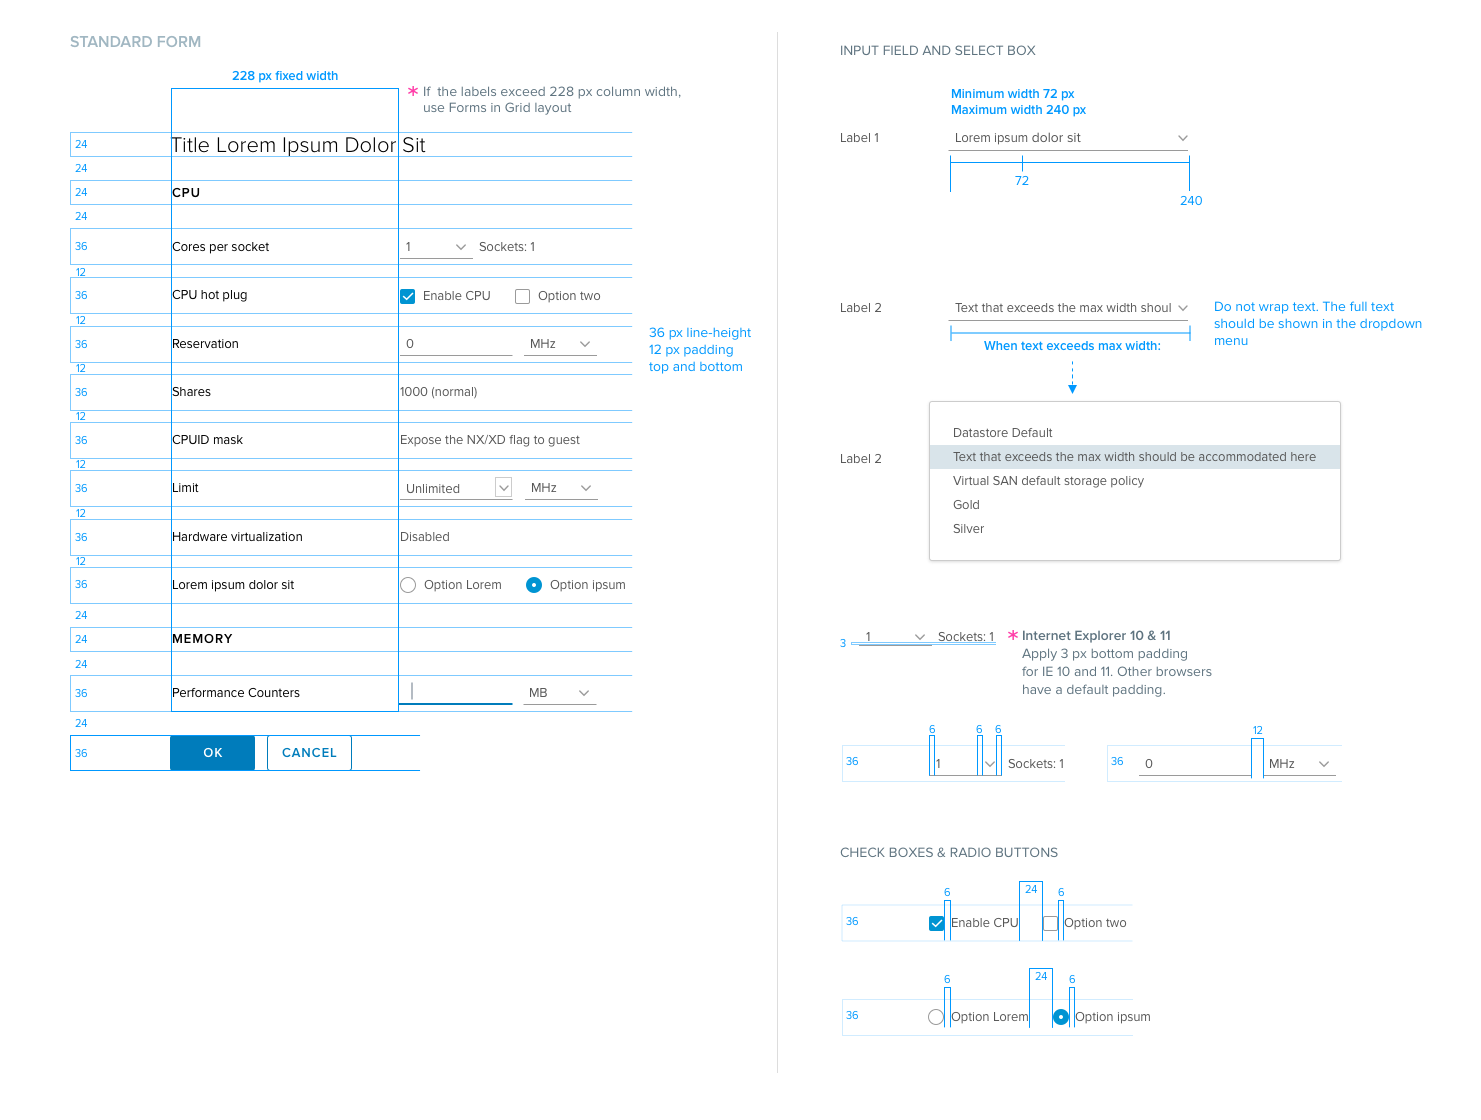 STANDARD FORM
228 px fixed width
* If  the labels exceed 228 px column width,
use Forms in Grid layout
24
Title Lorem Ipsum Dolor Sit
24
24
CPU
24
36
Cores per socket
1
Sockets: 1
12
36
CPU hot plug
Enable CPU
Option two
12
36
Reservation
0
MHz
36 px line-height
12 px padding
top and bottom
12
36
Shares
1000 (normal)
12
36
CPUID mask
Expose the NX/XD flag to guest
12
36
Limit
Unlimited
MHz
12
36
Hardware virtualization
Disabled
12
36
Lorem ipsum dolor sit
Option Lorem
Option ipsum
24
24
MEMORY
24
36
Performance Counters
MB
24
36
OK
CANCEL
INPUT FIELD AND SELECT BOX
Minimum width 72 px
Maximum width 240 px
Label 1
Lorem ipsum dolor sit
72
240
Label 2
Text that exceeds the max width shoul
Do not wrap text. The full text
should be shown in the dropdown
menu
When text exceeds max width:
Label 2
Datastore Default
Text that exceeds the max width should be accommodated here
Virtual SAN default storage policy
Gold
Silver
3
1
Sockets: 1
* Internet Explorer 10 & 11
Apply 3 px bottom padding
for IE 10 and 11. Other browsers
have a default padding.
6
6
6
36
1
Sockets: 1
12
36
0
MHz
CHECK BOXES & RADIO BUTTONS
6
24
6
36
Enable CPU
Option two
6
24
6
36
Option Lorem
Option ipsum